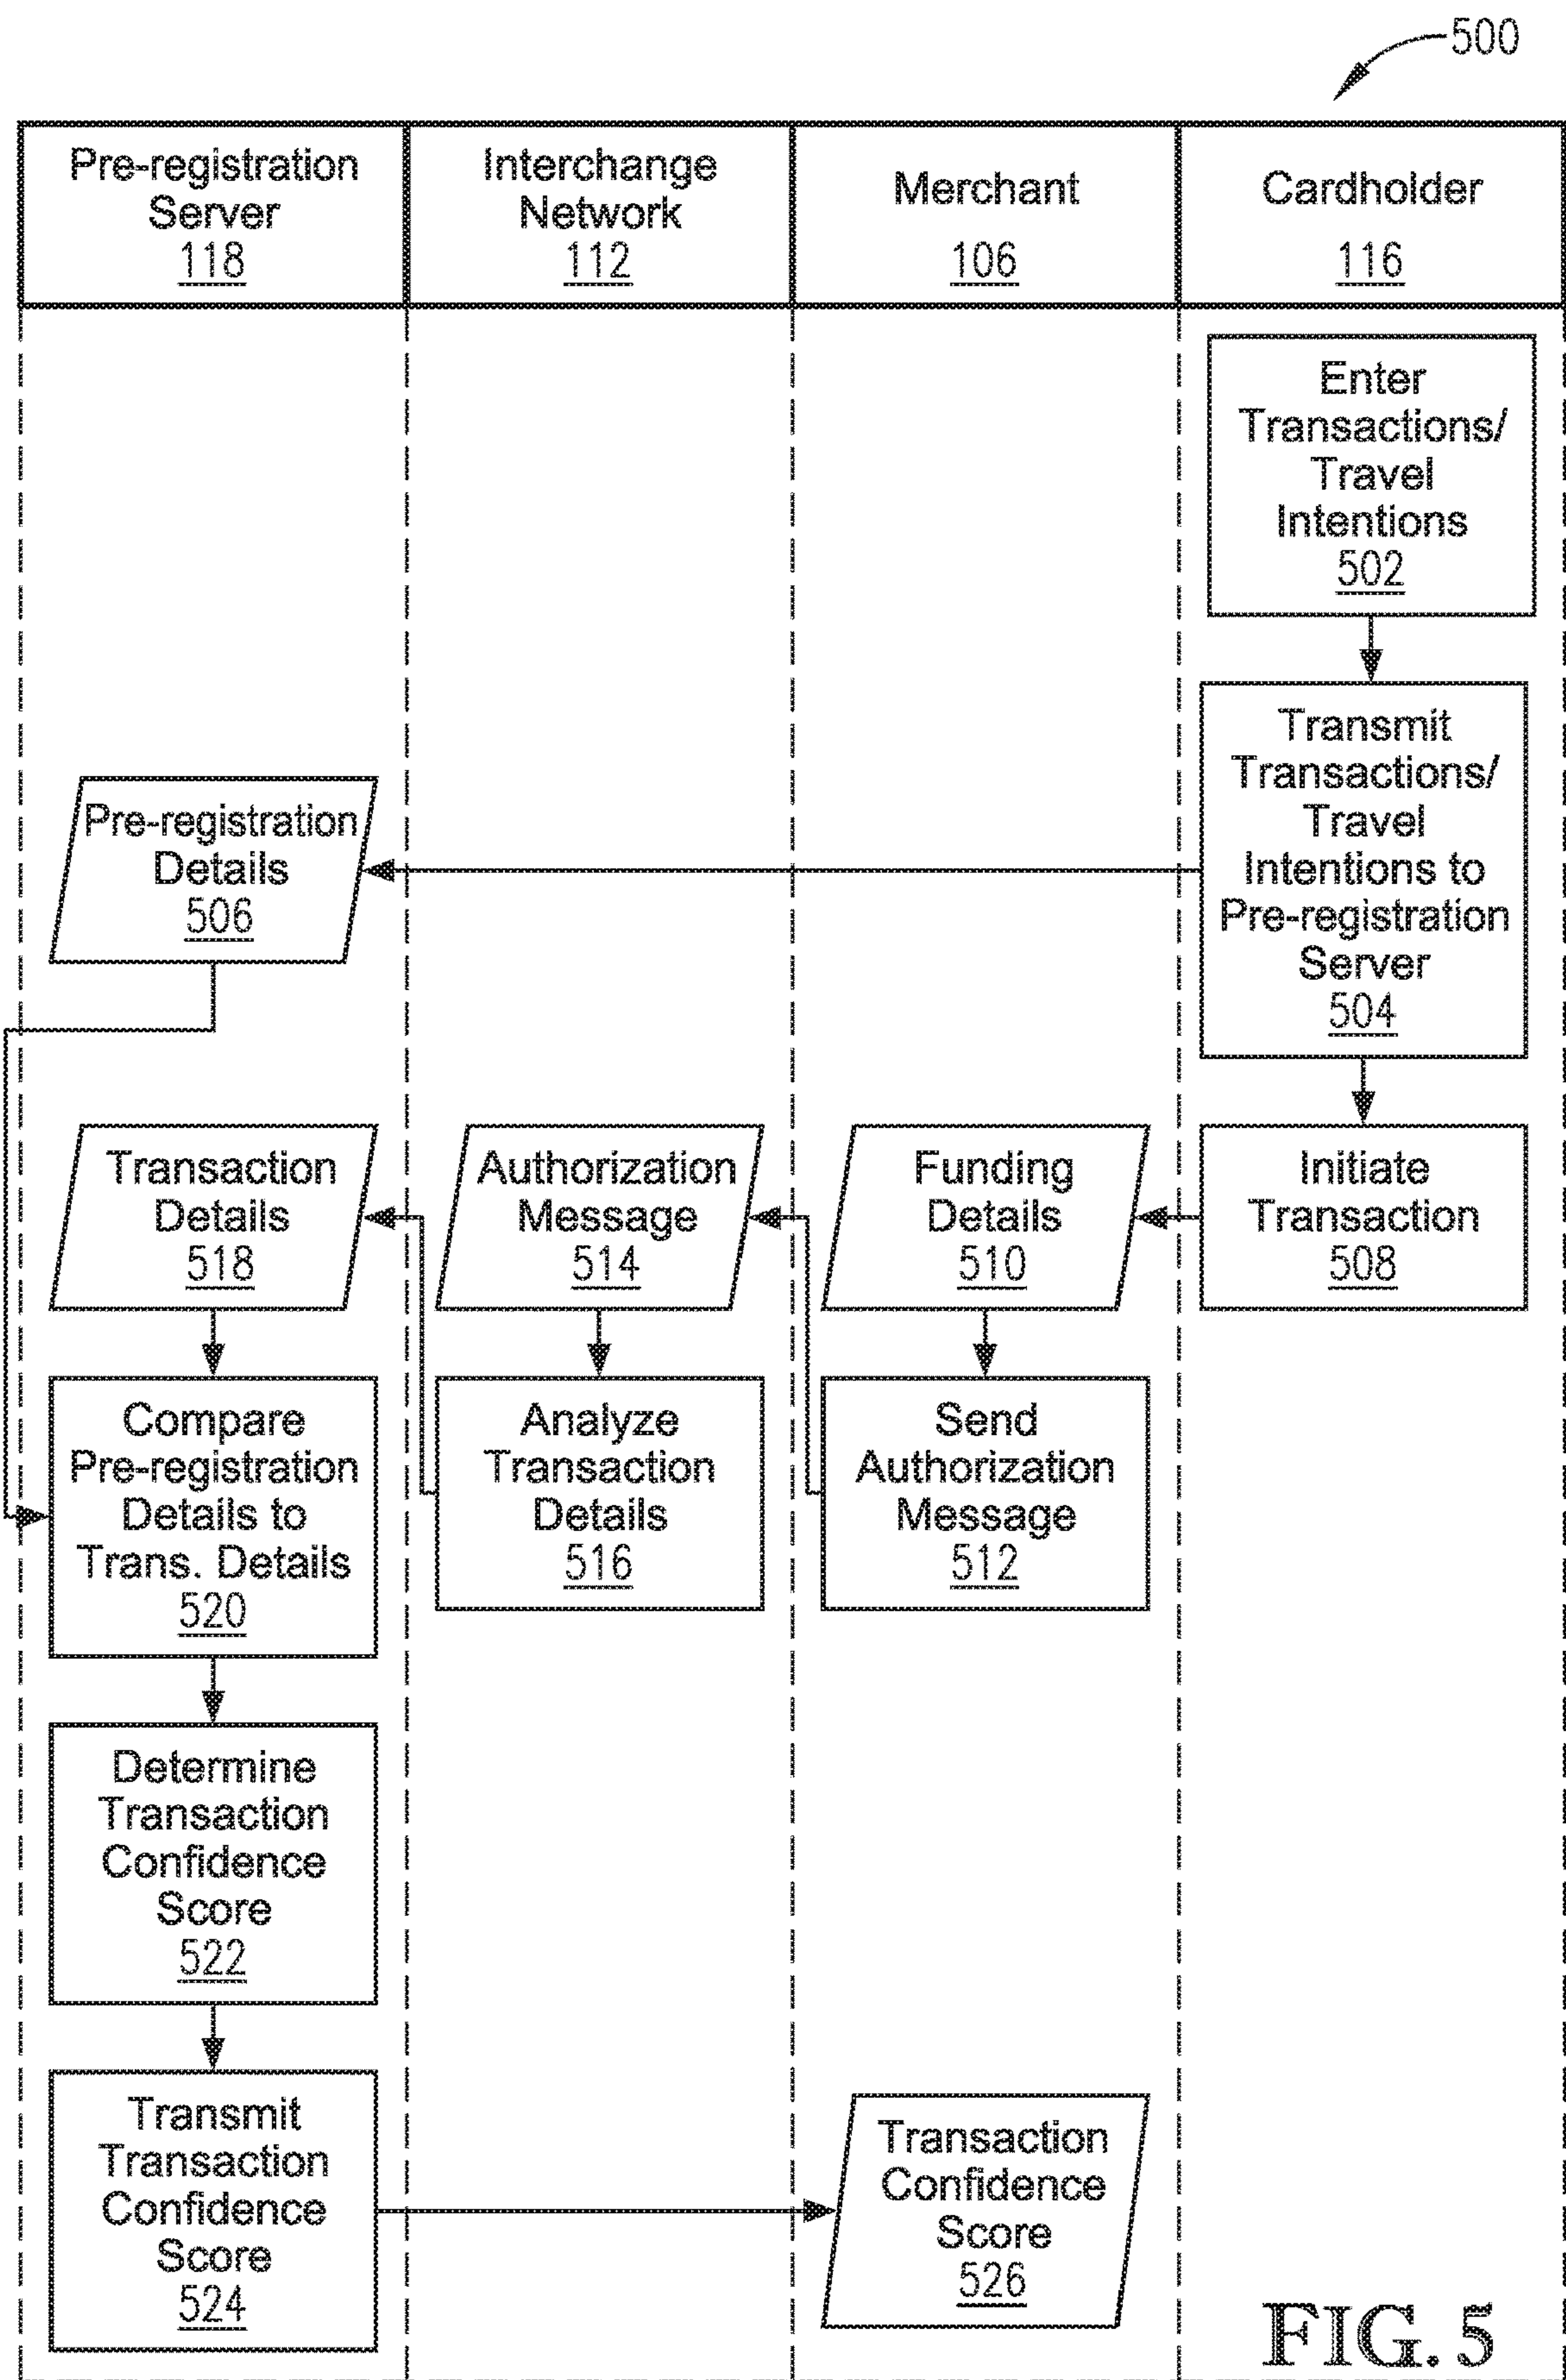 500
Pre-registration
Server
118
Interchange
Network
112
Merchant
106
Cardholder
116
Enter
Transactions/
Travel
Intentions
502
Transmit
Transactions/
Travel
Intentions to
Pre-registration
Server
504
Pre-registration
Details
506
Transaction
Details
518
Authorization
Message
514
Funding
Details
510
Initiate
Transaction
508
Compare
Pre-registration
Details to
Trans. Details
520
Analyze
Transaction
Details
516
Send
Authorization
Message
512
Determine
Transaction
Confidence
Score
522
Transmit
Transaction
Confidence
Score
524
Transaction
Confidence
Score
526
FIG. 5